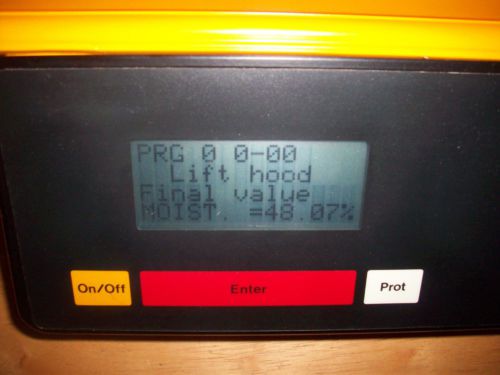 PRG 0 0-00
Lift hood
Final value
MOIST. =48.07%
On/Off
Enter
Prot